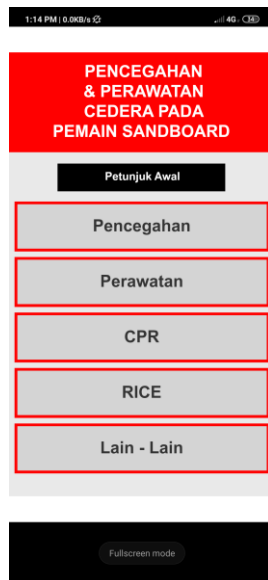 1:14 PM | 0.0KB/s
4G
34
PENCEGAHAN
& PERAWATAN
CEDERA PADA
PEMAIN SANDBOARD
Petunjuk Awal
Pencegahan
Perawatan
CPR
RICE
Lain - Lain
Fullscreen mode